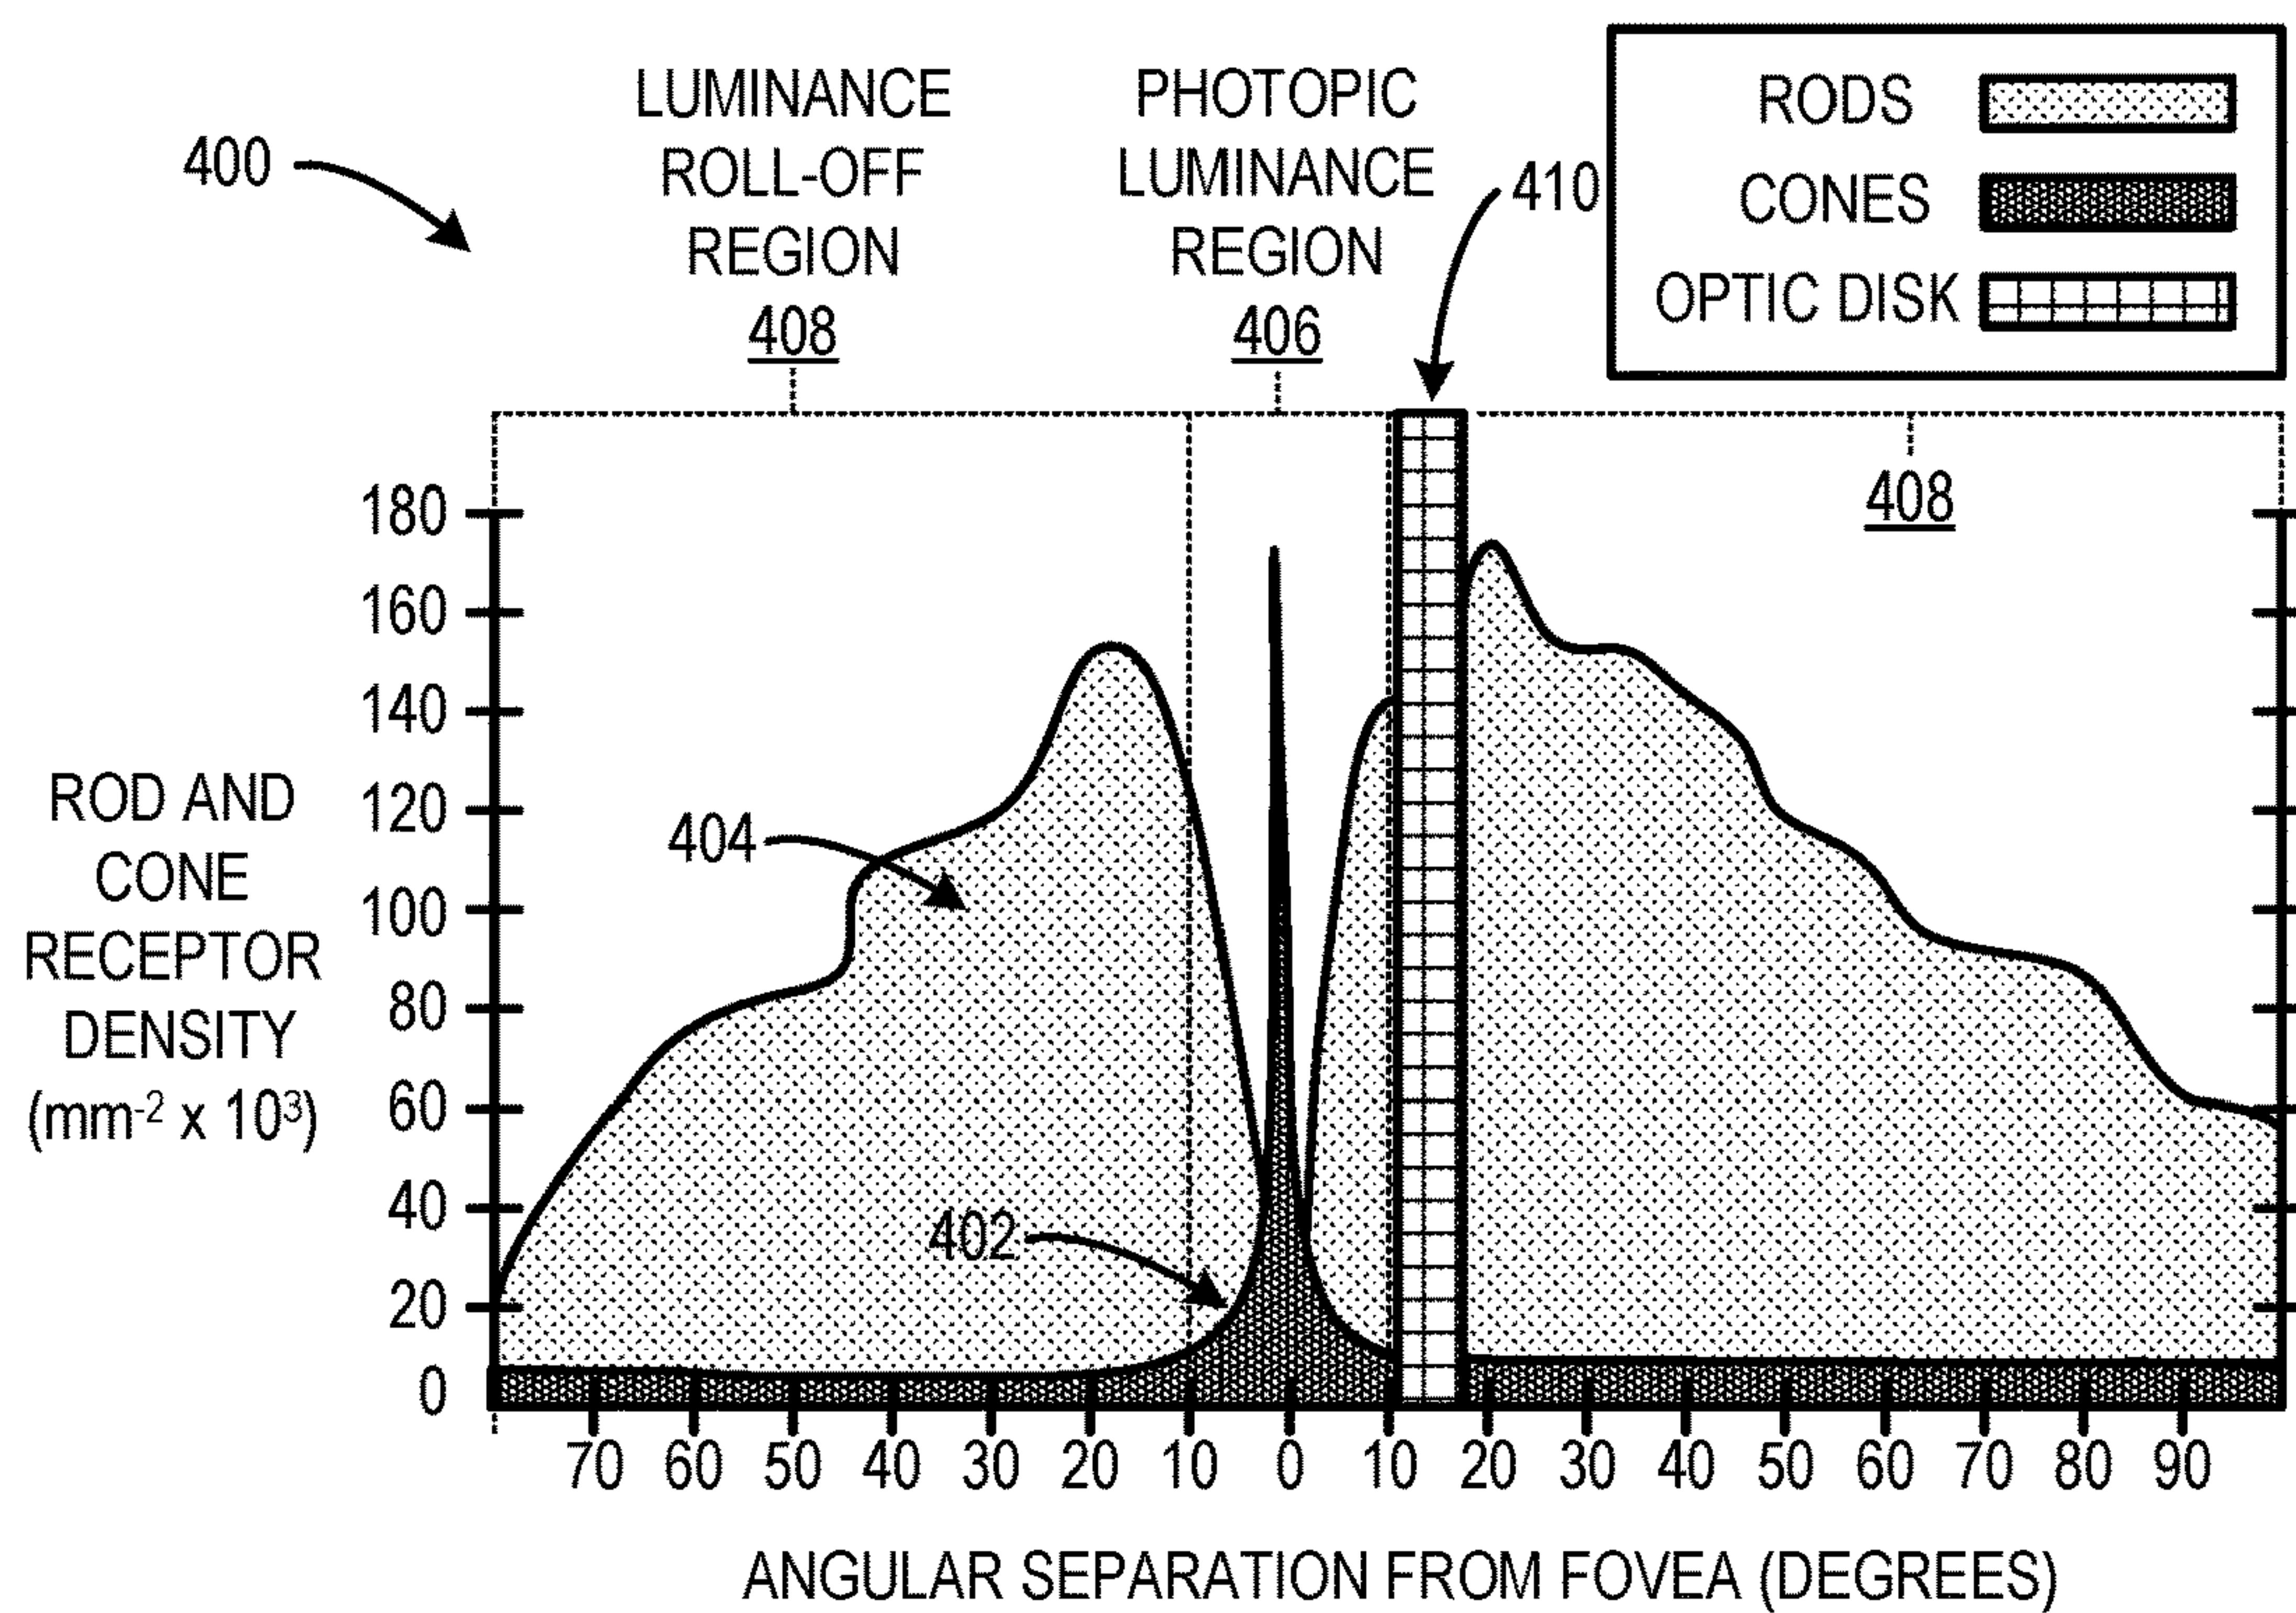 400
LUMINANCE
ROLL-OFF
REGION
408
PHOTOPIC
LUMINANCE
REGION
406
410
RODS
CONES
OPTIC DISK
408
180
160
140
120
100
80
60
40
20
0
ROD AND
CONE
RECEPTOR
DENSITY
(mm⁻² x 10³)
404
402
70 60 50 40 30 20 10 0 10 20 30 40 50 60 70 80 90
ANGULAR SEPARATION FROM FOVEA (DEGREES)